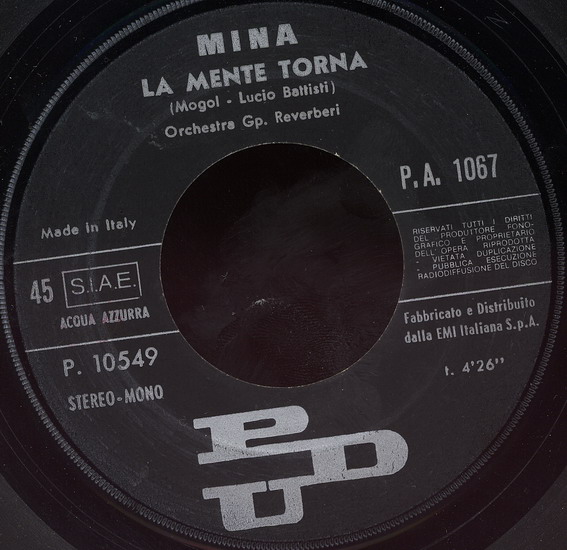 MINA
LA MENTE TORNA
(Mogol - Lucio Battisti)
Orchestra Gp. Reverberi
P.A. 1067
Made in Italy
RISERVATI TUTTI I DIRITTI
DEL PRODUTTORE FONO-
GRAFICO E PROPRIETARIO
DELL'OPERA RIPRODOTTA
- VIETATA DUPLICAZIONE
- PUBBLICA ESECUZIONE
RADIODIFFUSIONE DEL DISCO
45 S.I.A.E.
ACQUA AZZURRA
Fabbricato e Distribuito
dalla EMI Italiana S.p.A.
P. 10549
t. 4'26"
STEREO-MONO
PDU